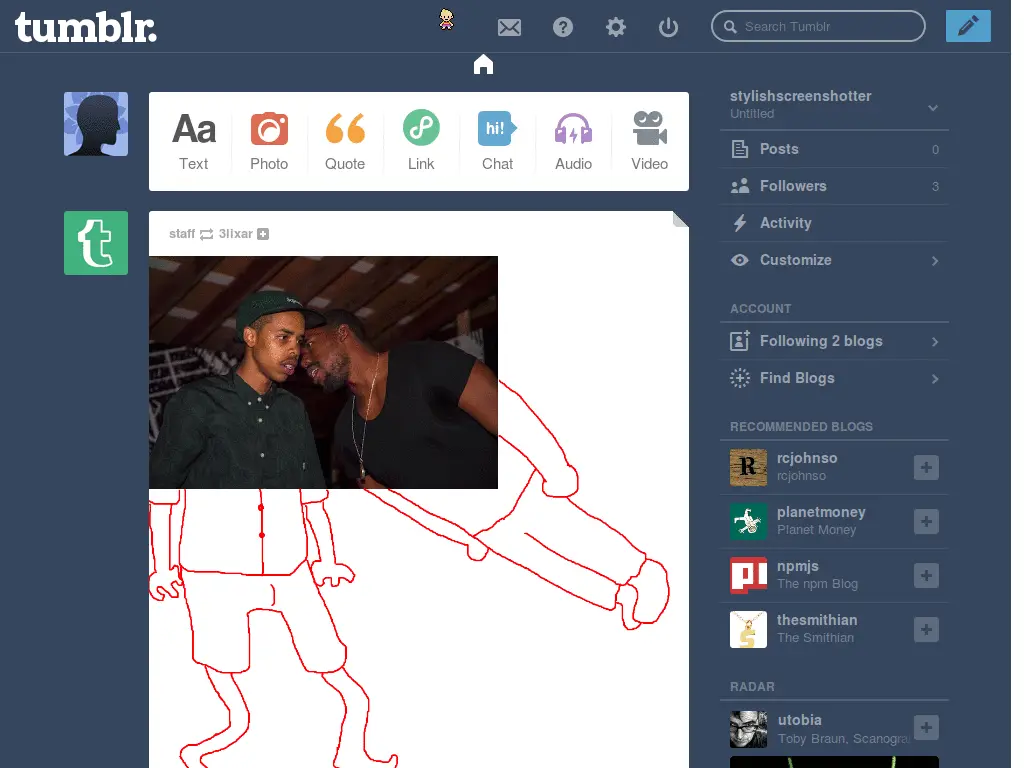 tumblr.
Search Tumblr
Aa
Text
Photo
Quote
Link
hi!
Chat
Audio
Video
stylishscreenshotter
Untitled
Posts 0
Followers 3
Activity
Customize
ACCOUNT
Following 2 blogs
Find Blogs
RECOMMENDED BLOGS
R
rcjohnso
rcjohnso
planetmoney
Planet Money
npmjs
The npm Blog
thesmithian
The Smithian
RADAR
utobia
Toby Braun, Scanogra
t
staff 3lixar